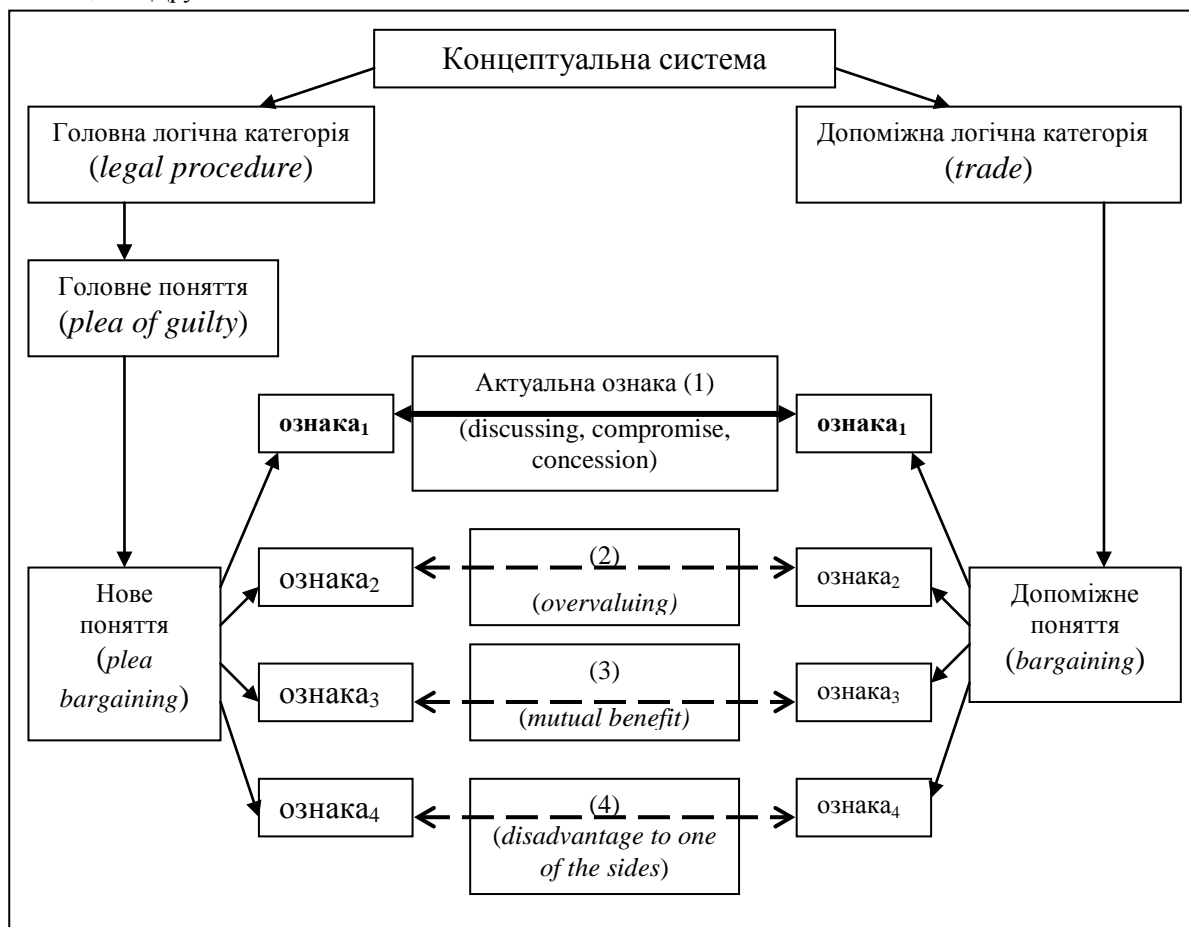 Концептуальна система
Головна логічна категорія
(legal procedure)
Допоміжна логічна категорія
(trade)
Головне поняття
(plea of guilty)
Актуальна ознака (1)
(discussing, compromise,
concession)
ознака₁
ознака₁
Нове
поняття
(plea
bargaining)
ознака₂
(2)
(overvaluing)
ознака₂
Допоміжне
поняття
(bargaining)
ознака₃
(3)
(mutual benefit)
ознака₃
ознака₄
(4)
(disadvantage to one
of the sides)
ознака₄